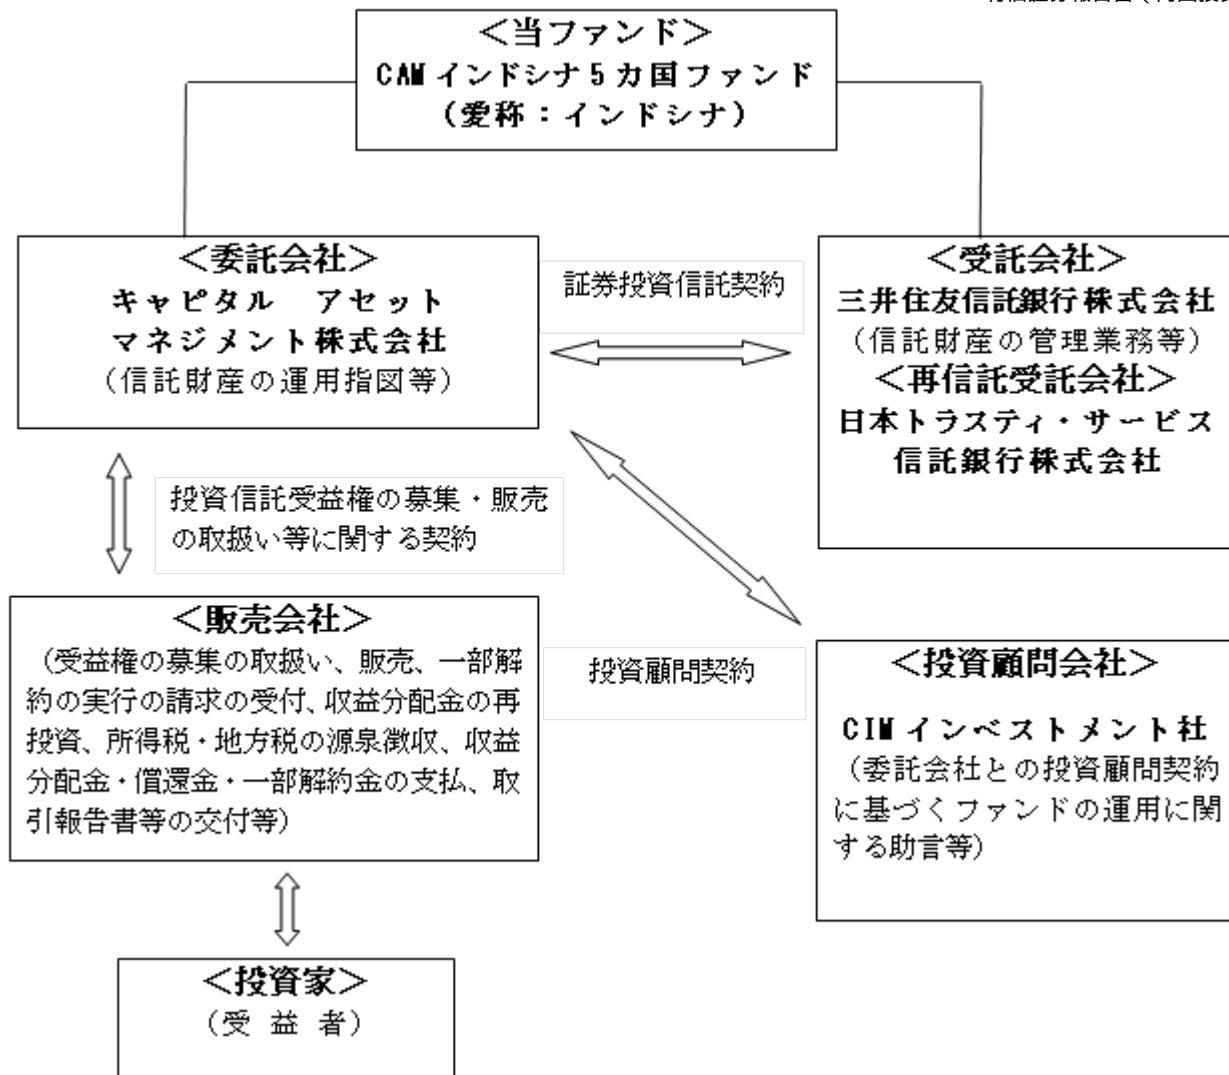 <当ファンド>
CAMインドシナ5カ国ファンド
(愛称:インドシナ)
<委託会社>
キャピタル アセット
マネジメント株式会社
(信託財産の運用指図等)
証券投資信託契約
<受託会社>
三井住友信託銀行株式会社
(信託財産の管理業務等)
<再信託受託会社>
日本トラスティ・サービス
信託銀行株式会社
投資信託受益権の募集・販売
の取扱い等に関する契約
<販売会社>
(受益権の募集の取扱い、販売、一部解
約の実行の請求の受付、収益分配金の再
投資、所得税・地方税の源泉徴収、収益
分配金・償還金・一部解約金の支払、取
引報告書等の交付等)
投資顧問契約
<投資顧問会社>
CIMインベストメント社
(委託会社との投資顧問契約
に基づくファンドの運用に関
する助言等)
<投資家>
(受 益 者)